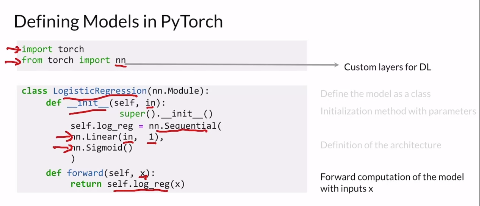 Defining Models in PyTorch
import torch
from torch import nn
Custom layers for DL
class LogisticRegression(nn.Module):
Define the model as a class
def __init__(self, in):
Initialization method with parameters
super().__init__()
self.log_reg = nn.Sequential(
nn.Linear(in, 1),
Definition of the architecture
nn.Sigmoid()
)
def forward(self, x):
Forward computation of the model
with inputs x
return self.log_reg(x)